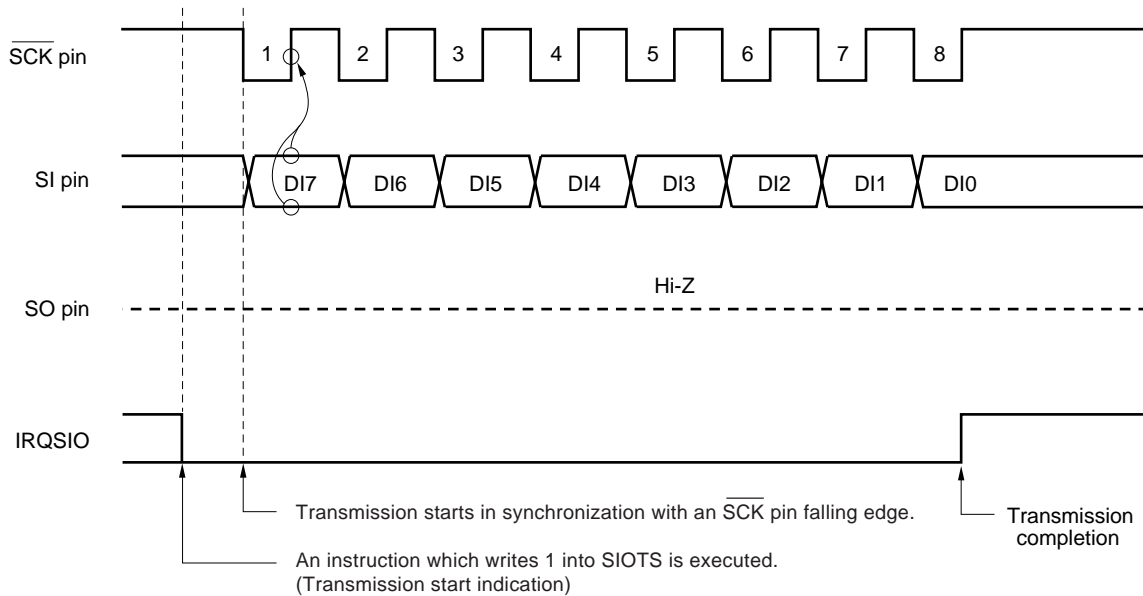 SCK pin
1 2 3 4 5 6 7 8
SI pin
DI7 DI6 DI5 DI4 DI3 DI2 DI1 DI0
Hi-Z
SO pin
IRQSIO
Transmission starts in synchronization with an SCK pin falling edge.
Transmission
completion
An instruction which writes 1 into SIOTS is executed.
(Transmission start indication)